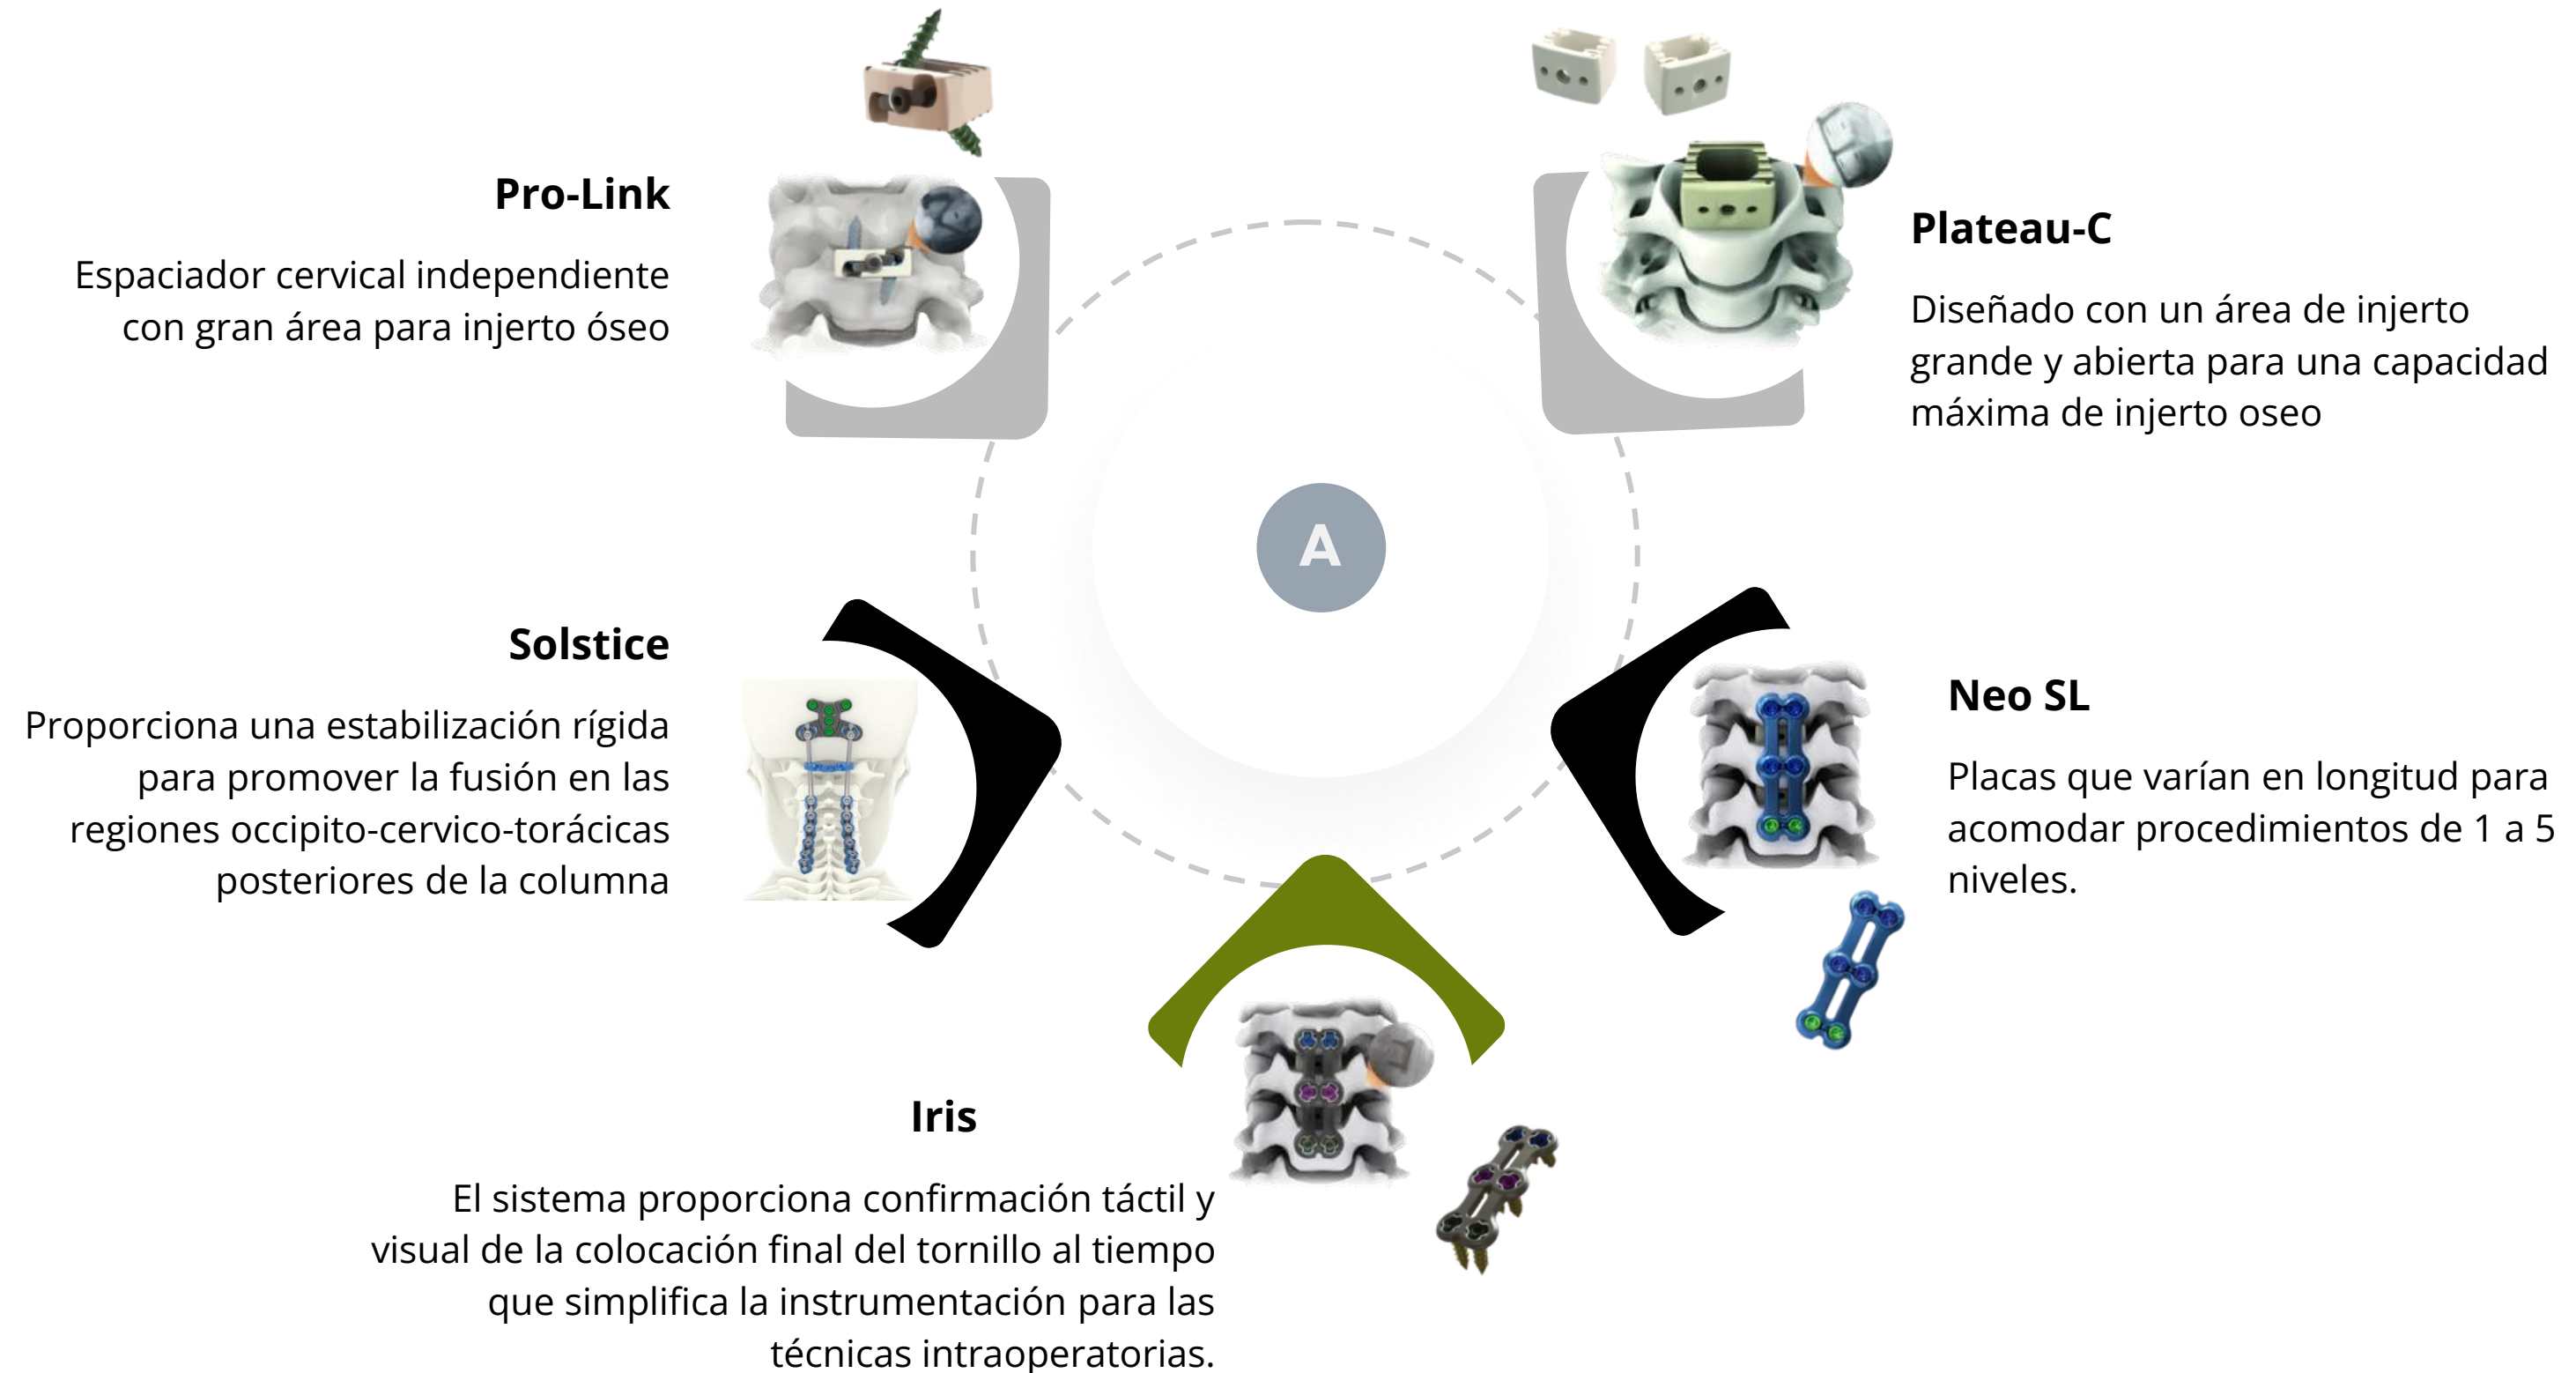 Pro-Link
Espaciador cervical independiente
con gran área para injerto óseo
Plateau-C
Diseñado con un área de injerto
grande y abierta para una capacidad
máxima de injerto oseo
A
Solstice
Proporciona una estabilización rígida
para promover la fusión en las
regiones occipito-cervico-torácicas
posteriores de la columna
Neo SL
Placas que varían en longitud para
acomodar procedimientos de 1 a 5
niveles.
Iris
El sistema proporciona confirmación táctil y
visual de la colocación final del tornillo al tiempo
que simplifica la instrumentación para las
técnicas intraoperatorias.